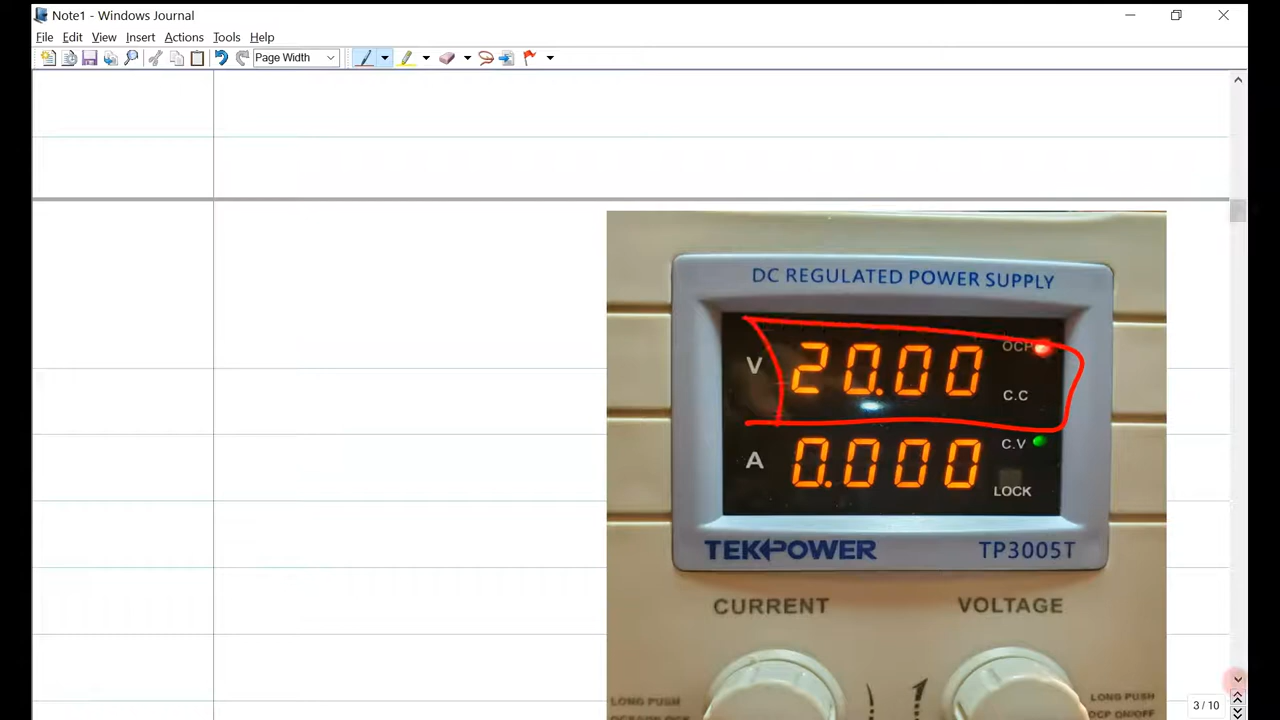 Note1 - Windows Journal
File Edit View Insert Actions Tools Help
Page Width
DC REGULATED POWER SUPPLY
V 20.00 OCP
C.C
A 0.000 C.V
LOCK
TEKPOWER TP3005T
CURRENT VOLTAGE
LONG PUSH LONG PUSH
OCP ON/OFF
3 / 10